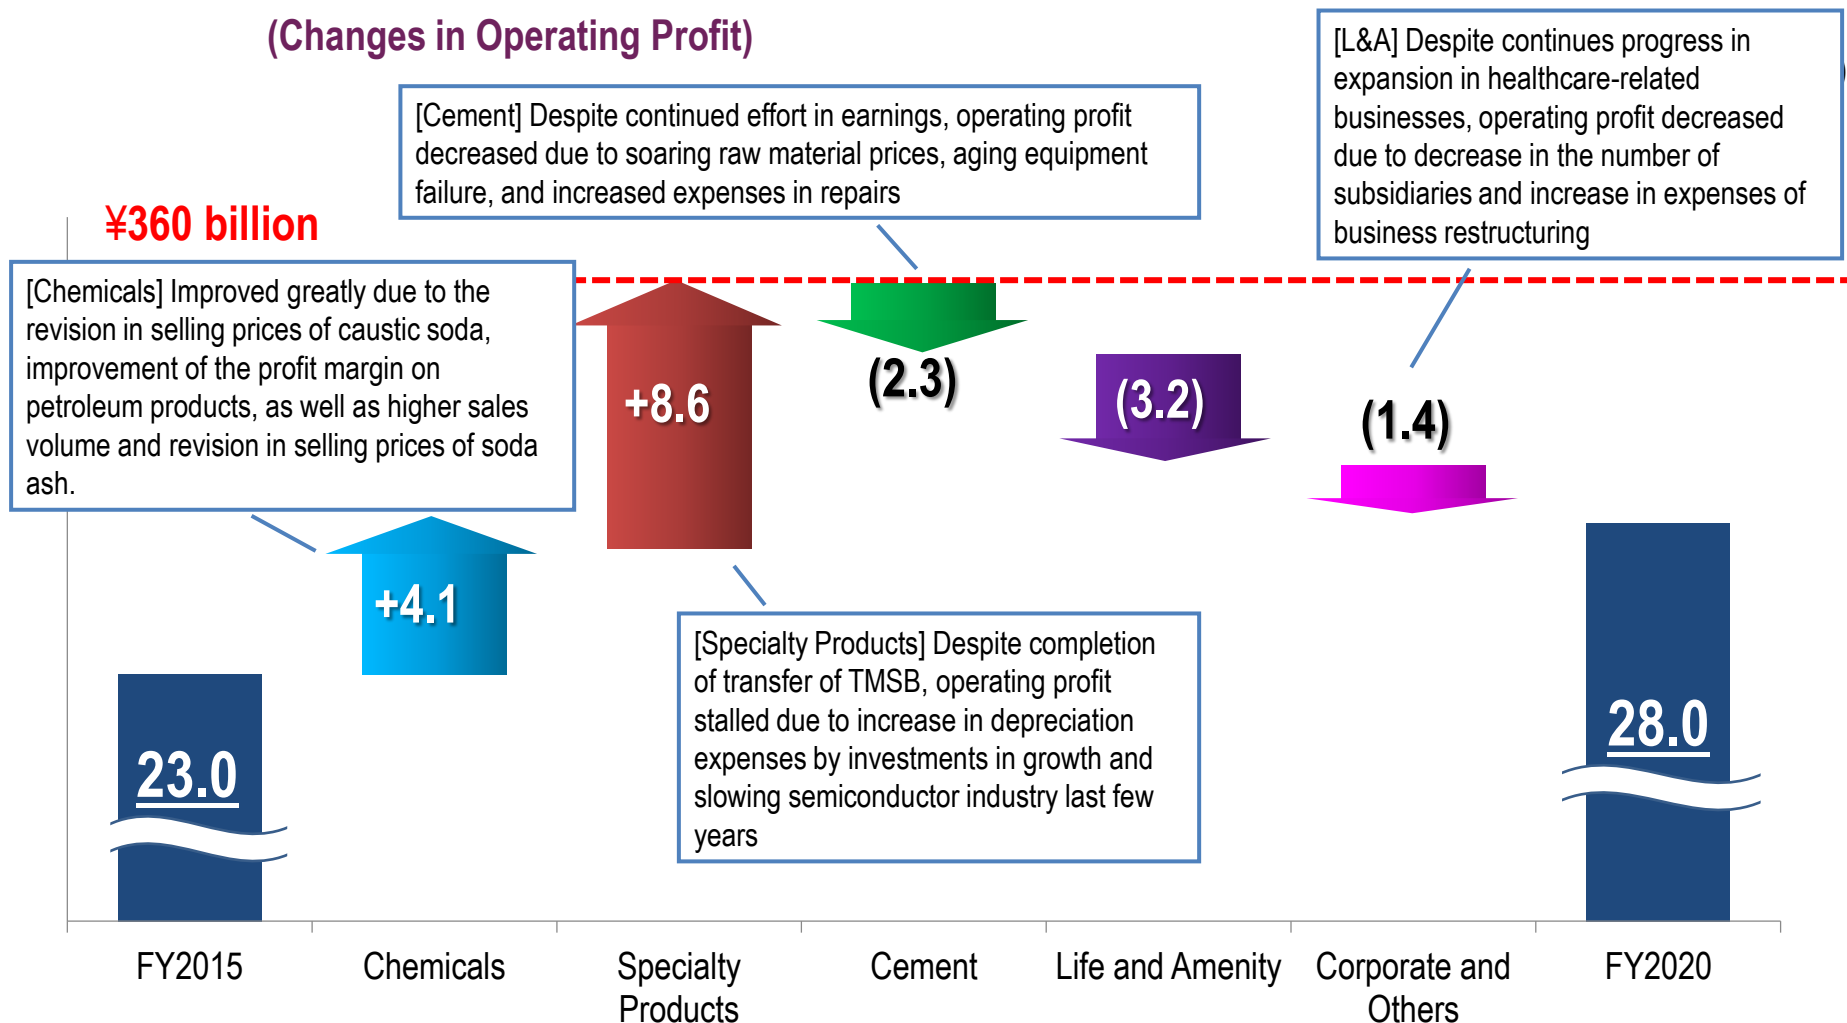 (Changes in Operating Profit)
[L&A] Despite continues progress in
expansion in healthcare-related
businesses, operating profit decreased
due to decrease in the number of
subsidiaries and increase in expenses of
business restructuring
)
[Cement] Despite continued effort in earnings, operating profit
decreased due to soaring raw material prices, aging equipment
failure, and increased expenses in repairs
¥360 billion
[Chemicals] Improved greatly due to the
revision in selling prices of caustic soda,
improvement of the profit margin on
petroleum products, as well as higher sales
volume and revision in selling prices of soda
ash.
+8.6
(2.3)
(3.2)
(1.4)
+4.1
[Specialty Products] Despite completion
of transfer of TMSB, operating profit
stalled due to increase in depreciation
expenses by investments in growth and
slowing semiconductor industry last few
years
23.0
28.0
FY2015
Chemicals
Specialty
Products
Cement
Life and Amenity
Corporate and
Others
FY2020